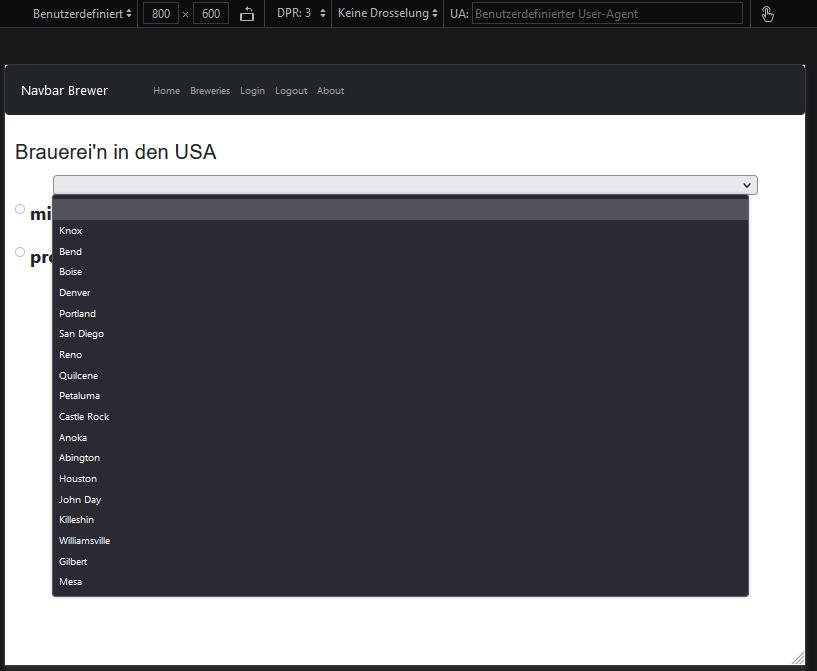 Benutzerdefiniert 800 × 600 DPR: 3 Keine Drosselung UA: Benutzerdefinierter User-Agent
Navbar Brewer Home Breweries Login Logout About
Brauerei'n in den USA
Knox
Bend
Boise
Denver
Portland
San Diego
Reno
Quilcene
Petaluma
Castle Rock
Anoka
Abington
Houston
John Day
Killeshin
Williamsville
Gilbert
Mesa